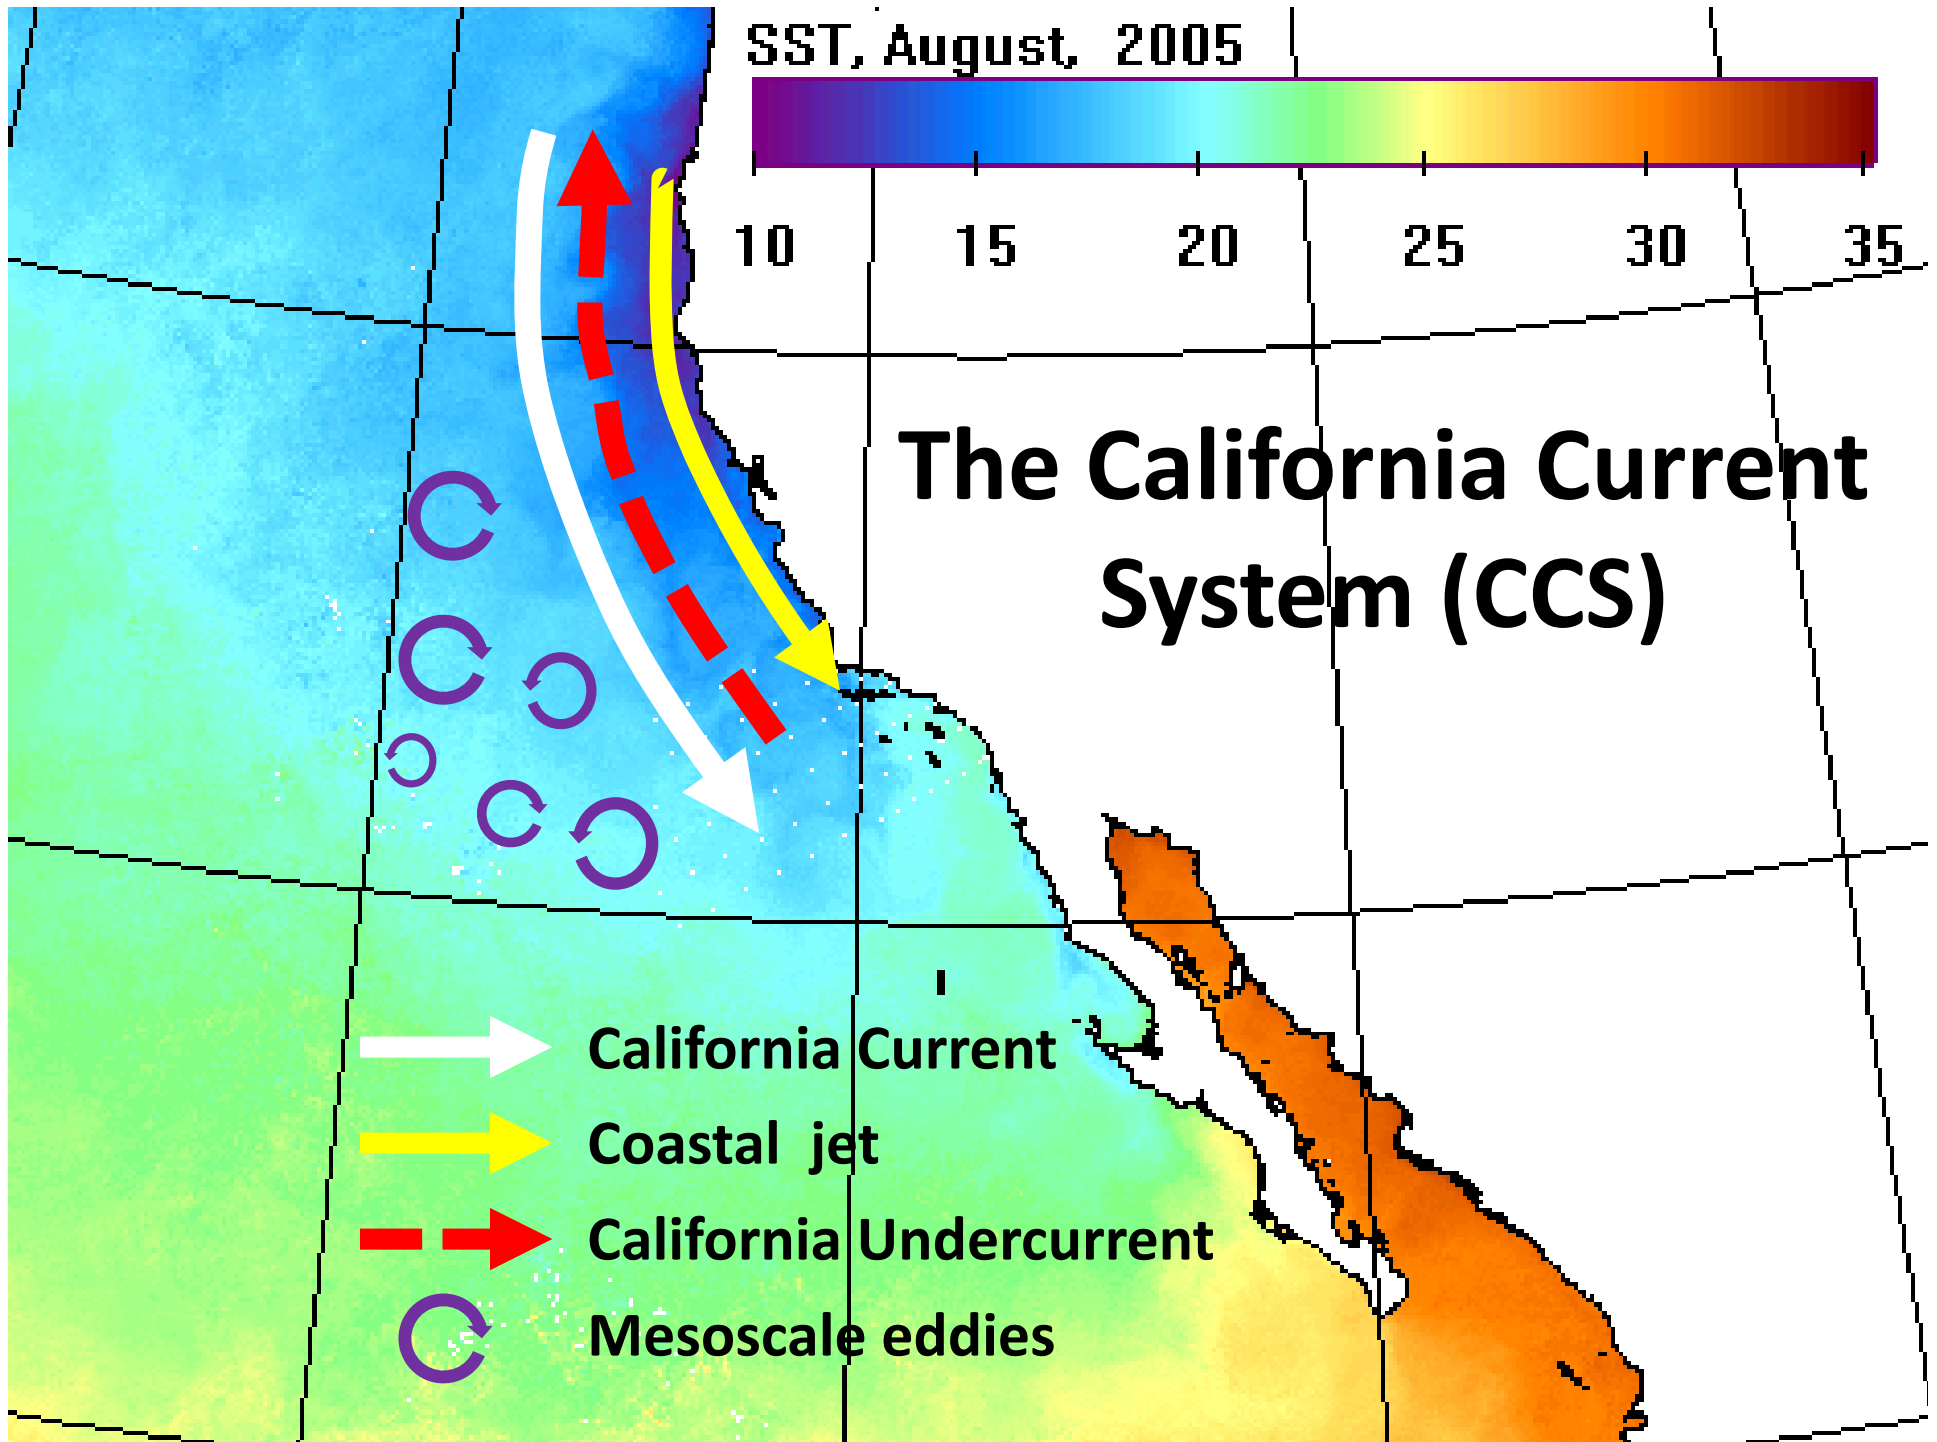 SST, August, 2005
10 15 20 25 30 35
The California Current
System (CCS)
California Current
Coastal jet
California Undercurrent
Mesoscale eddies